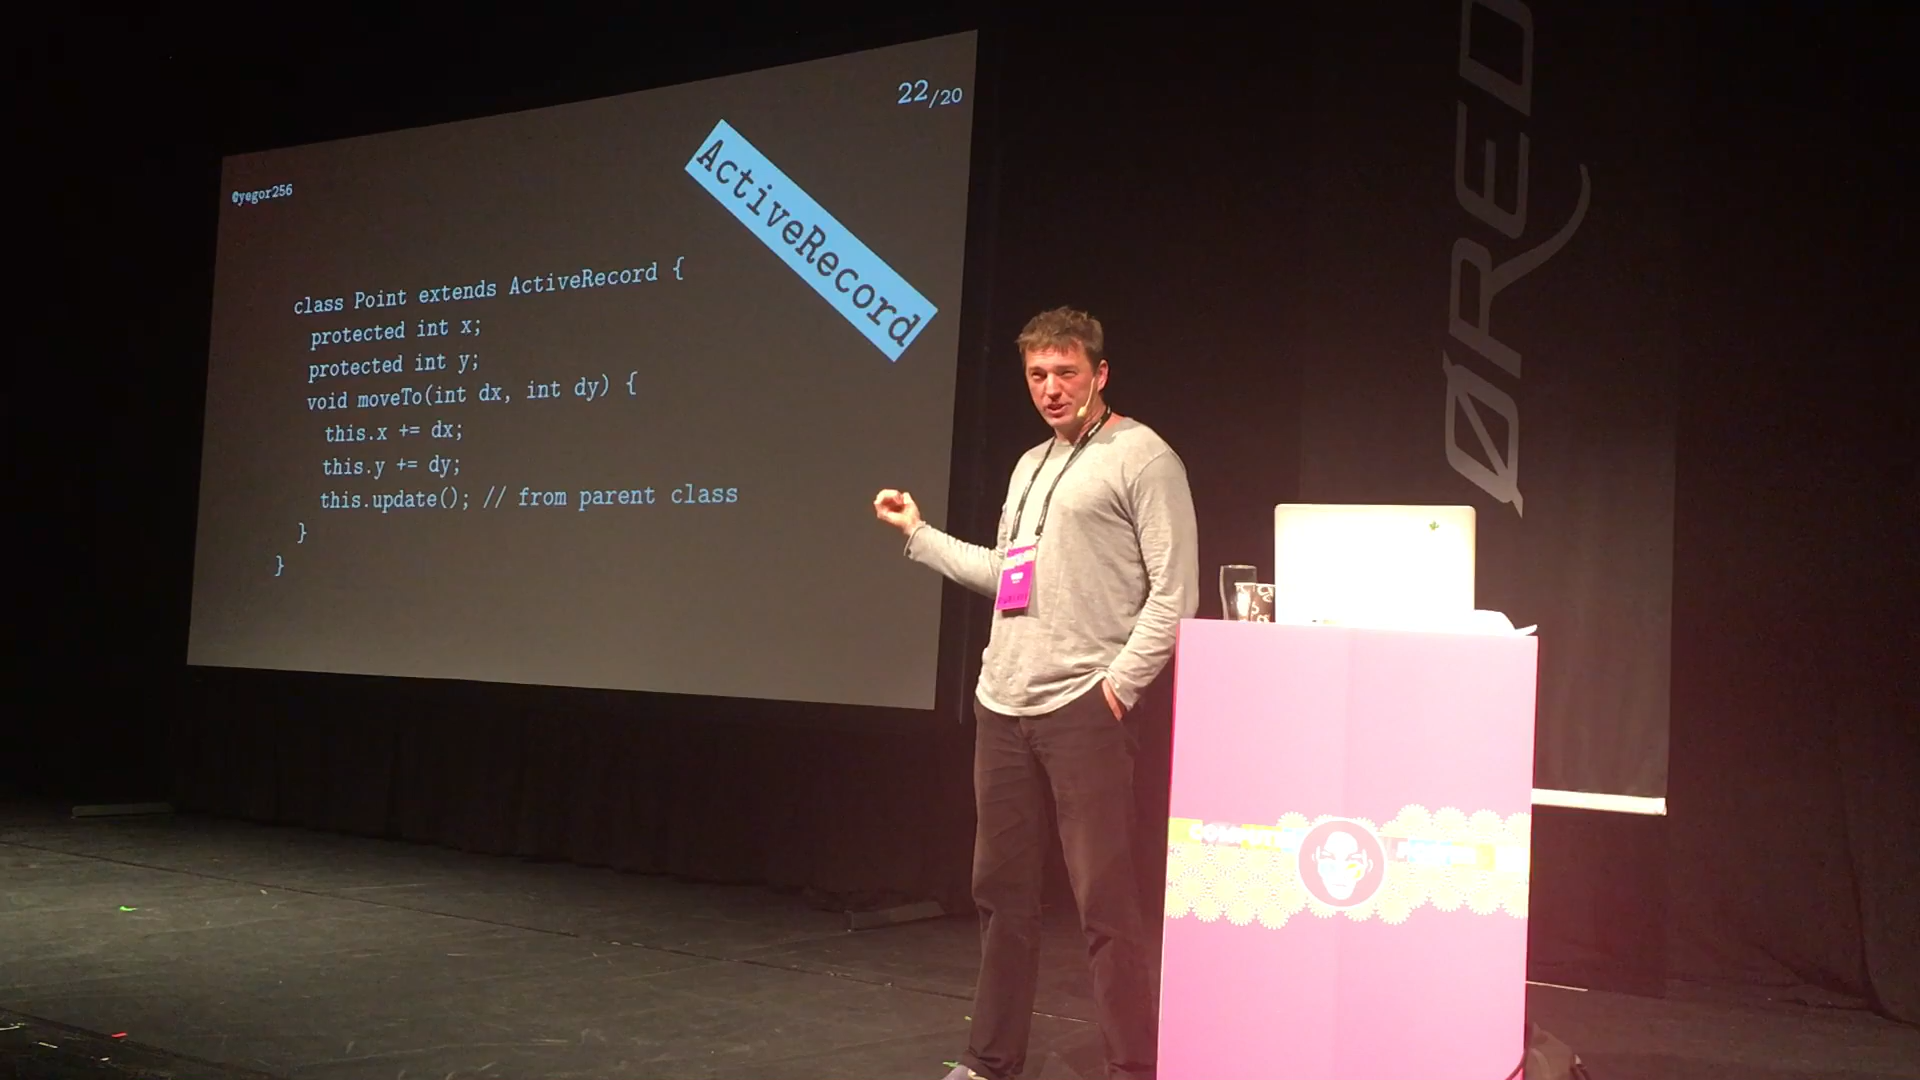 22/20
@yegor256
ActiveRecord
class Point extends ActiveRecord {
protected int x;
protected int y;
void moveTo(int dx, int dy) {
this.x += dx;
this.y += dy;
this.update(); // from parent class
}
}
ØRED